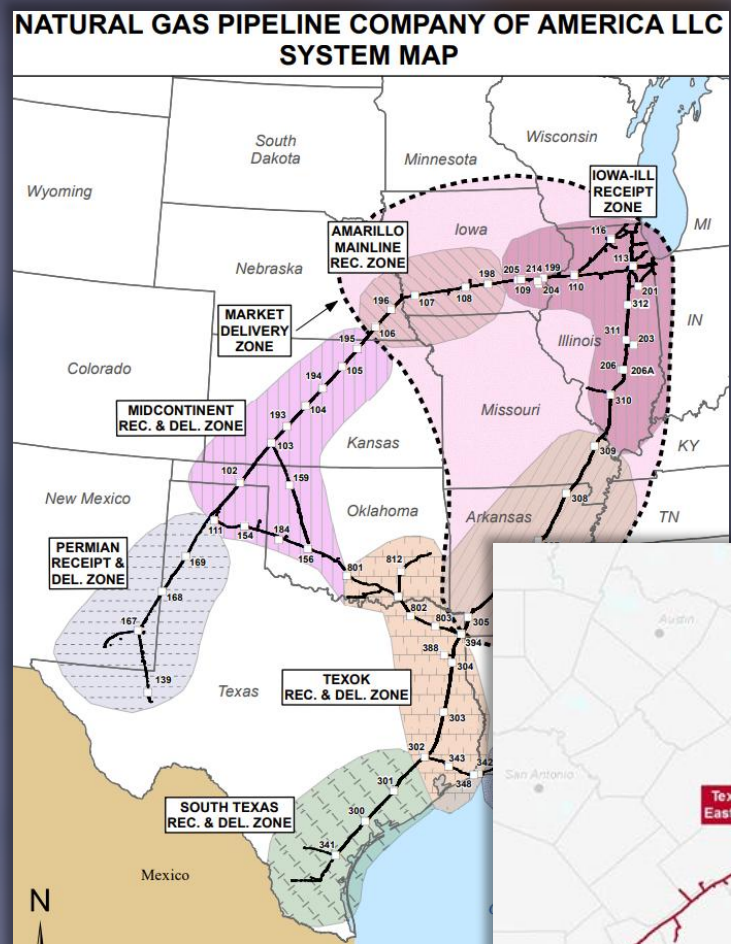 NATURAL GAS PIPELINE COMPANY OF AMERICA LLC
SYSTEM MAP
Wyoming
South
Dakota
Minnesota
Wisconsin
IOWA-ILL
RECEIPT
ZONE
MI
Iowa
AMARILLO
MAINLINE
REC. ZONE
Nebraska
116
113
205
214
199
198
109
204
110
201
107
108
312
196
MARKET
DELIVERY
ZONE
106
IN
311
Illinois
203
195
105
206
206A
Colorado
194
104
310
MIDCONTINENT
REC. & DEL. ZONE
193
Missouri
103
Kansas
309
KY
102
159
308
New Mexico
Oklahoma
Arkansas
TN
111
154
184
156
812
PERMIAN
RECEIPT &
DEL. ZONE
169
801
168
802
803
305
394
167
388
304
Austin
139
Texas
TEXOK
REC. & DEL. ZONE
303
302
343
342
348
San Antonio
301
SOUTH TEXAS
REC. & DEL. ZONE
300
341
East
Mexico
N